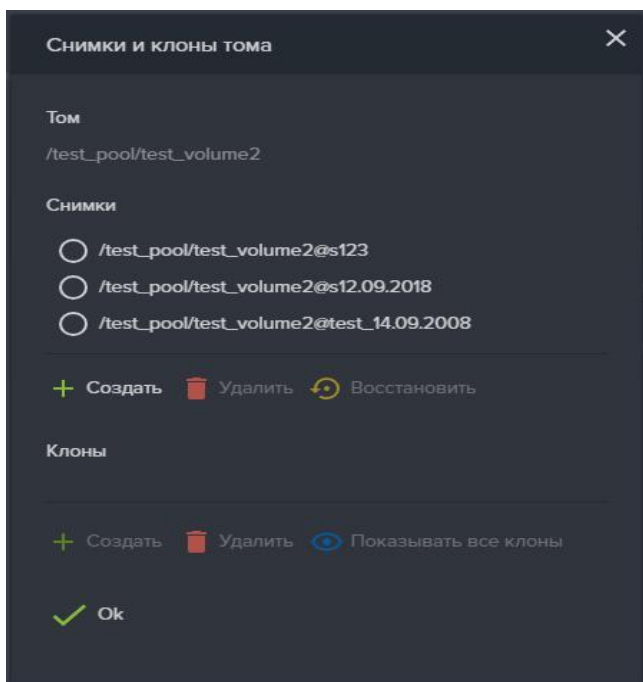 Снимки и клоны тома
Том
/test_pool/test_volume2
Снимки
/test_pool/test_volume2@s123
/test_pool/test_volume2@s12.09.2018
/test_pool/test_volume2@test_14.09.2008
Создать Удалить Восстановить
Клоны
Создать Удалить Показывать все клоны
Ok